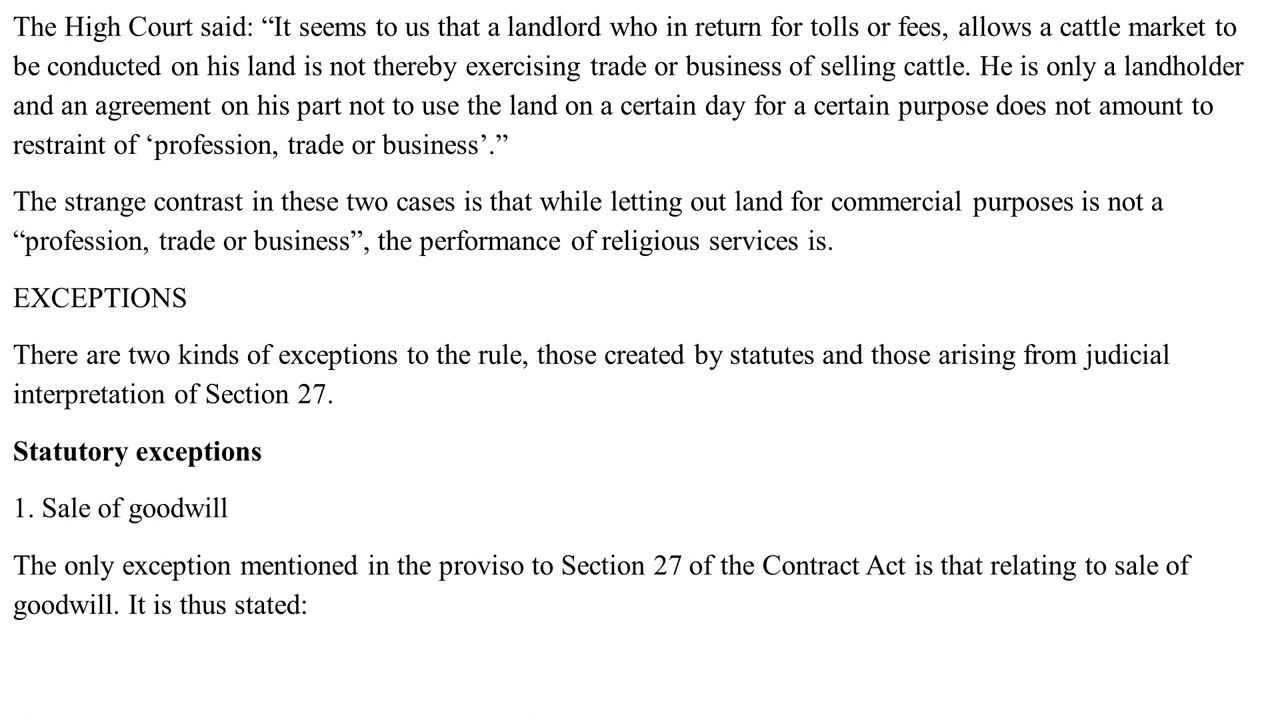 The High Court said: “It seems to us that a landlord who in return for tolls or fees, allows a cattle market to
be conducted on his land is not thereby exercising trade or business of selling cattle. He is only a landholder
and an agreement on his part not to use the land on a certain day for a certain purpose does not amount to
restraint of ‘profession, trade or business’.”
The strange contrast in these two cases is that while letting out land for commercial purposes is not a
“profession, trade or business”, the performance of religious services is.
EXCEPTIONS
There are two kinds of exceptions to the rule, those created by statutes and those arising from judicial
interpretation of Section 27.
Statutory exceptions
1. Sale of goodwill
The only exception mentioned in the proviso to Section 27 of the Contract Act is that relating to sale of
goodwill. It is thus stated: